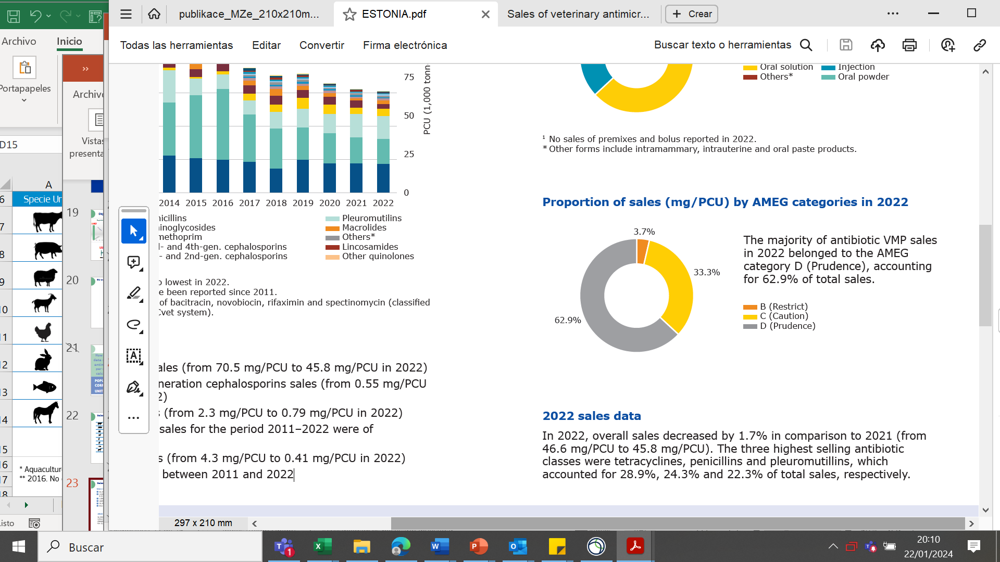 publikace_MZe_210x210m...
ESTONIA.pdf
Sales of veterinary antimicr...
Crear
Archivo
Inicio
Todas las herramientas
Editar
Convertir
Firma electrónica
Buscar texto o herramientas
Portapapeles
Archivo
Vistas
presenta
D15
A
6
Specie Ur
7
8
9
10
11
12
13
14
15
16
17
18
* Aquaculture
** 2016. No
Listo
19
20
21
22
23
75
50
25
0
PCU (1,000 tonn
2014 2015 2016 2017 2018 2019 2020 2021 2022
nicillins
inoglycosides
methoprim
d- and 4th-gen. cephalosporins
- and 2nd-gen. cephalosporins
Pleuromutilins
Macrolides
Others*
Lincosamides
Other quinolones
o lowest in 2022.
e been reported since 2011.
of bacitracin, novobiocin, rifaximin and spectinomycin (classified
Cvet system).
ales (from 70.5 mg/PCU to 45.8 mg/PCU in 2022)
neration cephalosporins sales (from 0.55 mg/PCU
2)
s (from 2.3 mg/PCU to 0.79 mg/PCU in 2022)
sales for the period 2011–2022 were of
s (from 4.3 mg/PCU to 0.41 mg/PCU in 2022)
between 2011 and 2022
Oral solution
Injection
Others*
Oral powder
¹ No sales of premixes and bolus reported in 2022.
* Other forms include intramammary, intrauterine and oral paste products.
Proportion of sales (mg/PCU) by AMEG categories in 2022
3.7%
33.3%
62.9%
The majority of antibiotic VMP sales
in 2022 belonged to the AMEG
category D (Prudence), accounting
for 62.9% of total sales.
B (Restrict)
C (Caution)
D (Prudence)
2022 sales data
In 2022, overall sales decreased by 1.7% in comparison to 2021 (from
46.6 mg/PCU to 45.8 mg/PCU). The three highest selling antibiotic
classes were tetracyclines, penicillins and pleuromutillins, which
accounted for 28.9%, 24.3% and 22.3% of total sales, respectively.
297 x 210 mm
Buscar
1
20:10
22/01/2024